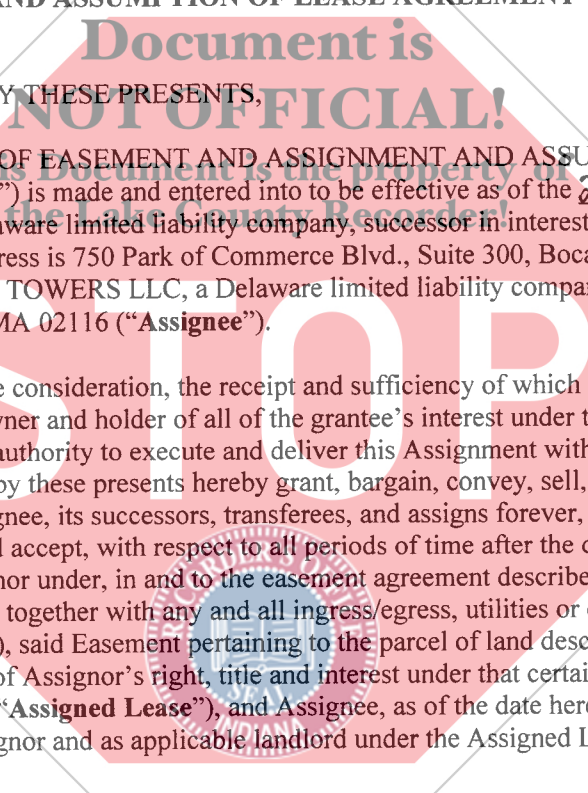 AND ASSUMPTION OF LEASE AGREEMENT
Document is
Y THESE PRESENTS,
NOT OFFICIAL!
OF EASEMENT AND ASSIGNMENT AND ASSU
s Document is the property of
”) is made and entered into to be effective as of the 2
the Lake County Recorder!
aware limited liability company, successor in interest
ress is 750 Park of Commerce Blvd., Suite 300, Boca
TOWERS LLC, a Delaware limited liability compan
MA 02116 (“Assignee”).
STOP
e consideration, the receipt and sufficiency of which
wner and holder of all of the grantee’s interest under t
authority to execute and deliver this Assignment with
by these presents hereby grant, bargain, convey, sell,
gnee, its successors, transferees, and assigns forever,
l accept, with respect to all periods of time after the d
nor under, in and to the easement agreement describe
together with any and all ingress/egress, utilities or
), said Easement pertaining to the parcel of land desc
of Assignor’s right, title and interest under that certai
“Assigned Lease”), and Assignee, as of the date here
gnor and as applicable landlord under the Assigned L
RECORDER'S OFFICE
SEAL
INDIANA